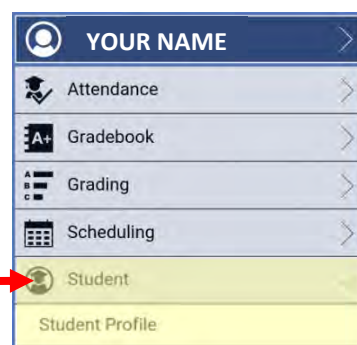 YOUR NAME
Attendance
A+ Gradebook
A
B
C
Grading
Scheduling
Student
Student Profile